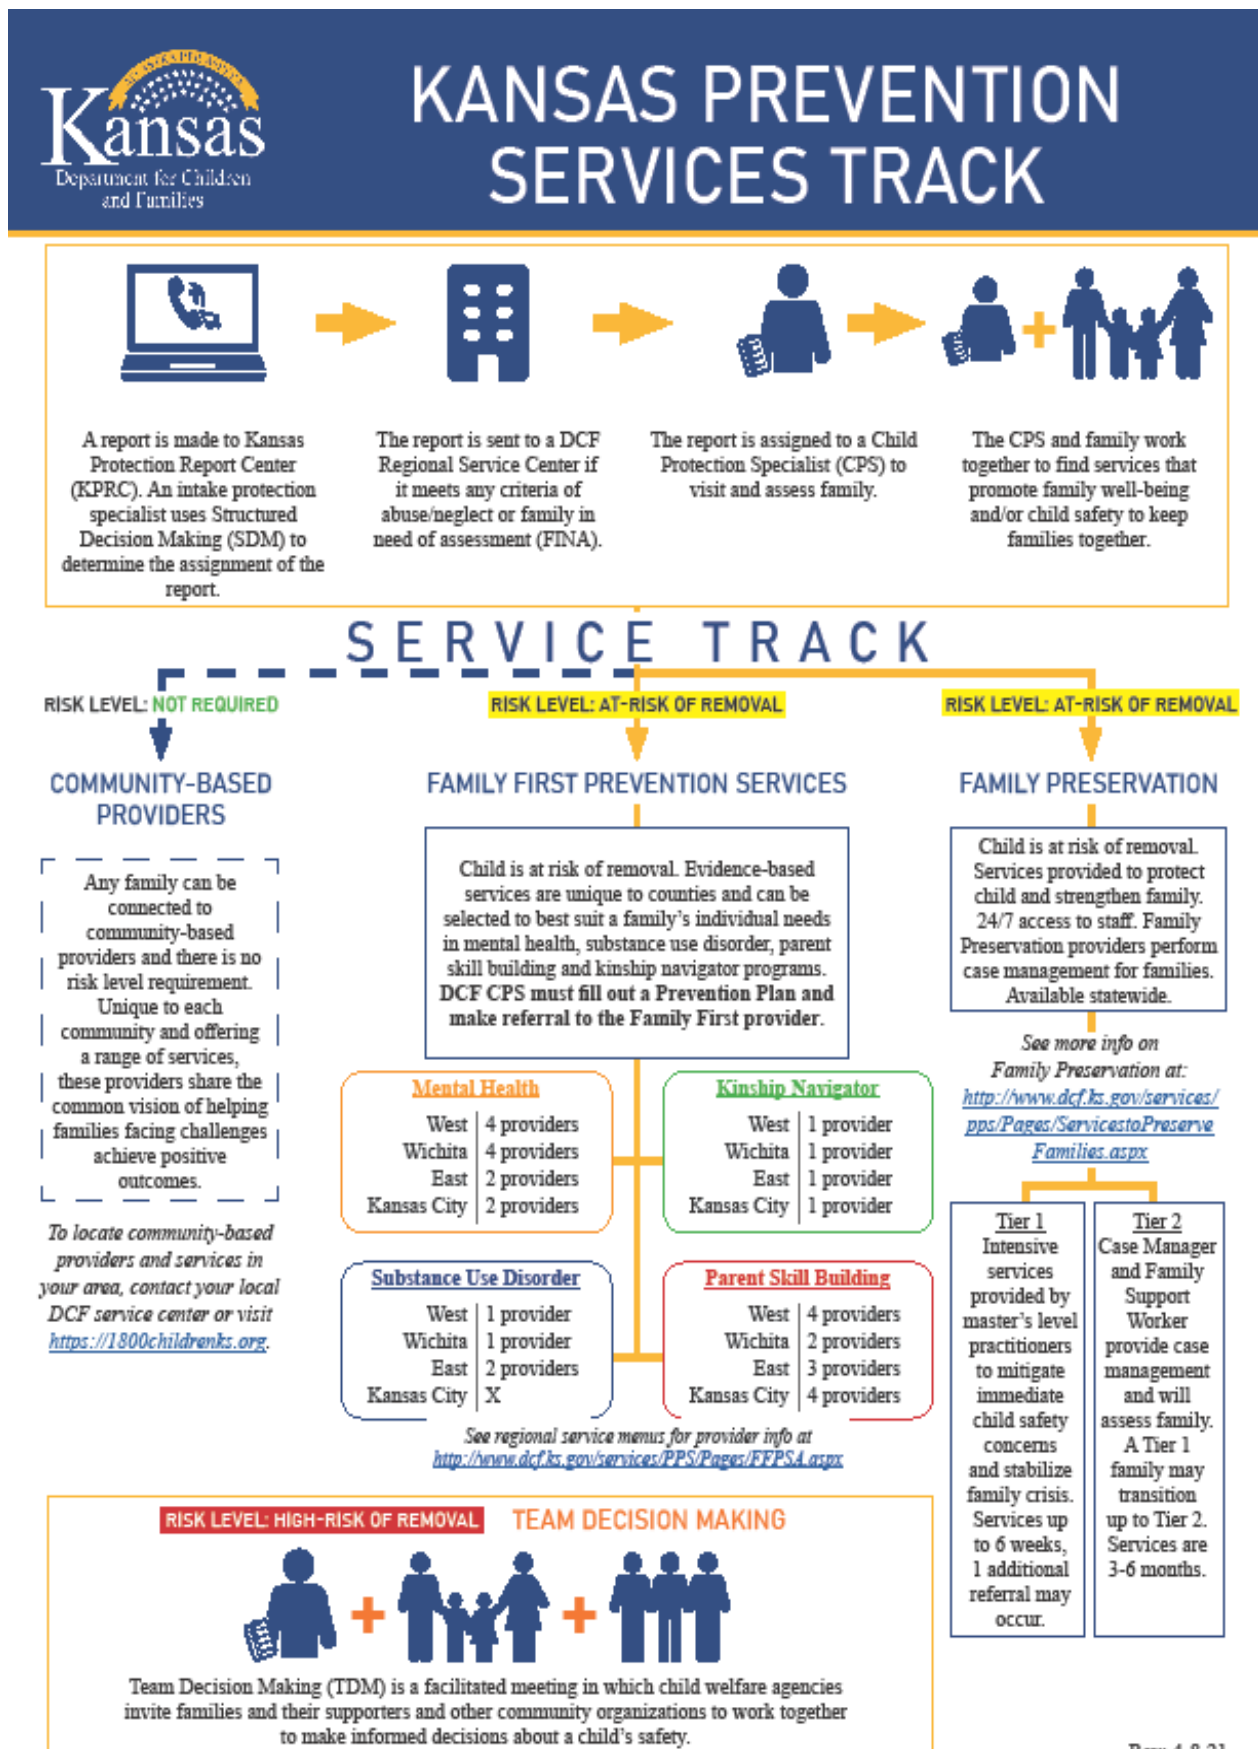 Kansas
Department for Children
and Families
KANSAS PREVENTION
SERVICES TRACK
A report is made to Kansas
Protection Report Center
(KPRC). An intake protection
specialist uses Structured
Decision Making (SDM) to
determine the assignment of the
report.
The report is sent to a DCF
Regional Service Center if
it meets any criteria of
abuse/neglect or family in
need of assessment (FINA).
The report is assigned to a Child
Protection Specialist (CPS) to
visit and assess family.
The CPS and family work
together to find services that
promote family well-being
and/or child safety to keep
families together.
SERVICE TRACK
RISK LEVEL: NOT REQUIRED
COMMUNITY-BASED
PROVIDERS
Any family can be
connected to
community-based
providers and there is no
risk level requirement.
Unique to each
community and offering
a range of services,
these providers share the
common vision of helping
families facing challenges
achieve positive
outcomes.
To locate community-based
providers and services in
your area, contact your local
DCF service center or visit
https://1800childrenks.org.
RISK LEVEL: AT-RISK OF REMOVAL
FAMILY FIRST PREVENTION SERVICES
Child is at risk of removal. Evidence-based
services are unique to counties and can be
selected to best suit a family's individual needs
in mental health, substance use disorder, parent
skill building and kinship navigator programs.
DCF CPS must fill out a Prevention Plan and
make referral to the Family First provider.
Mental Health
West 4 providers
Wichita 4 providers
East 2 providers
Kansas City 2 providers
Kinship Navigator
West 1 provider
Wichita 1 provider
East 1 provider
Kansas City 1 provider
Substance Use Disorder
West 1 provider
Wichita 1 provider
East 2 providers
Kansas City X
Parent Skill Building
West 4 providers
Wichita 2 providers
East 3 providers
Kansas City 4 providers
See regional service menus for provider info at
http://www.dcf.ks.gov/services/PPS/Pages/FFPSA.aspx
RISK LEVEL: AT-RISK OF REMOVAL
FAMILY PRESERVATION
Child is at risk of removal.
Services provided to protect
child and strengthen family.
24/7 access to staff. Family
Preservation providers perform
case management for families.
Available statewide.
See more info on
Family Preservation at:
http://www.dcf.ks.gov/services/
pps/Pages/ServicestoPreserve
Families.aspx
Tier 1
Intensive
services
provided by
master's level
practitioners
to mitigate
immediate
child safety
concerns
and stabilize
family crisis.
Services up
to 6 weeks,
1 additional
referral may
occur.
Tier 2
Case Manager
and Family
Support
Worker
provide case
management
and will
assess family.
A Tier 1
family may
transition
up to Tier 2.
Services are
3-6 months.
RISK LEVEL: HIGH-RISK OF REMOVAL TEAM DECISION MAKING
Team Decision Making (TDM) is a facilitated meeting in which child welfare agencies
invite families and their supporters and other community organizations to work together
to make informed decisions about a child's safety.